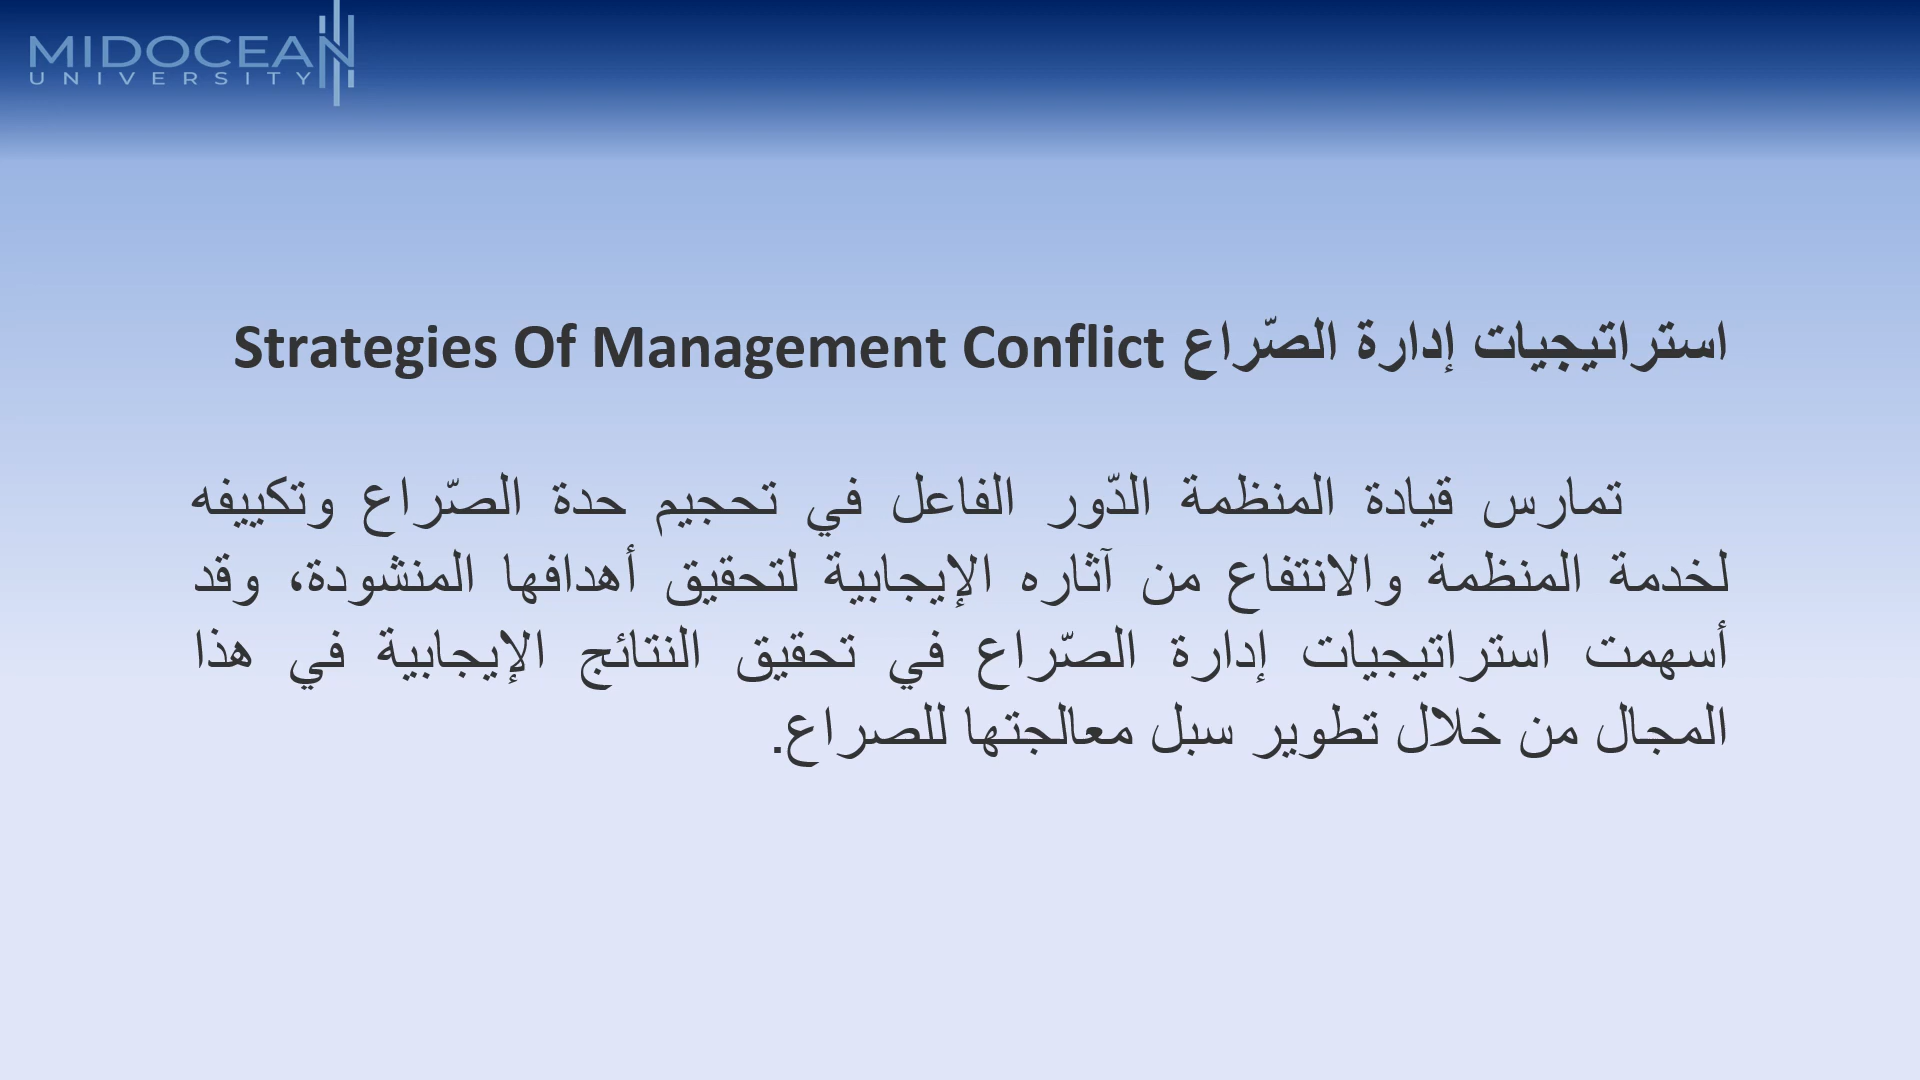 MIDOCEAN
UNIVERSITY
استراتيجيات إدارة الصّراع Strategies Of Management Conflict
تمارس قيادة المنظمة الدّور الفاعل في تحجيم حدة الصّراع وتكييفه
لخدمة المنظمة والانتفاع من آثاره الإيجابية لتحقيق أهدافها المنشودة، وقد
أسهمت استراتيجيات إدارة الصّراع في تحقيق النتائج الإيجابية في هذا
المجال من خلال تطوير سبل معالجتها للصراع.